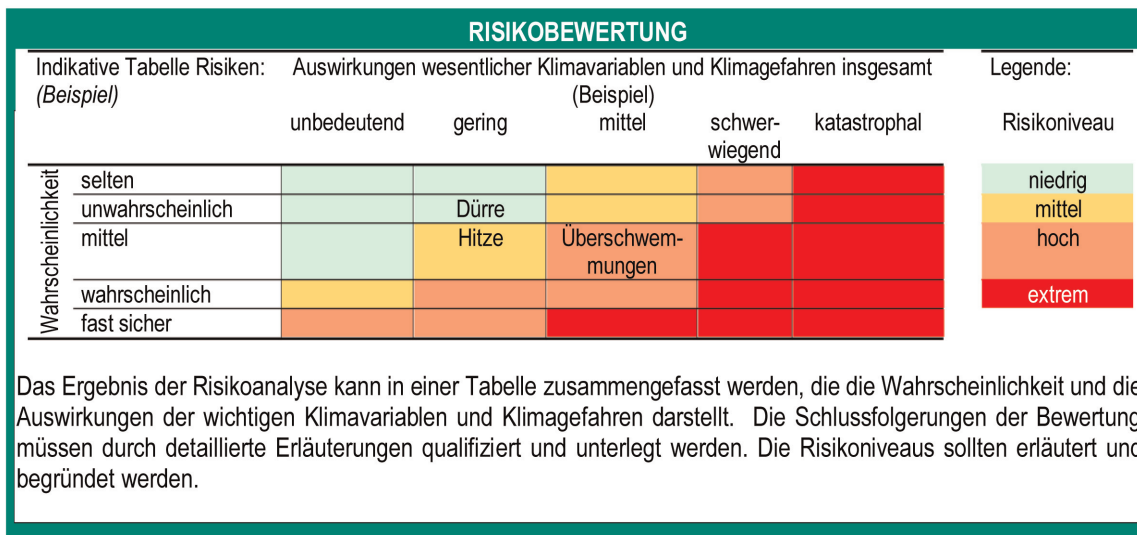 RISIKOBEWERTUNG
Indikative Tabelle Risiken: Auswirkungen wesentlicher Klimavariablen und Klimagefahren insgesamt Legende:
(Beispiel) (Beispiel)
unbedeutend gering mittel schwer- katastrophal Risikoniveau
wiegend
Wahrscheinlichkeit
selten niedrig
unwahrscheinlich Dürre mittel
mittel Hitze Überschwem- hoch
mungen
wahrscheinlich extrem
fast sicher
Das Ergebnis der Risikoanalyse kann in einer Tabelle zusammengefasst werden, die die Wahrscheinlichkeit und die
Auswirkungen der wichtigen Klimavariablen und Klimagefahren darstellt. Die Schlussfolgerungen der Bewertung
müssen durch detaillierte Erläuterungen qualifiziert und unterlegt werden. Die Risikoniveaus sollten erläutert und
begründet werden.